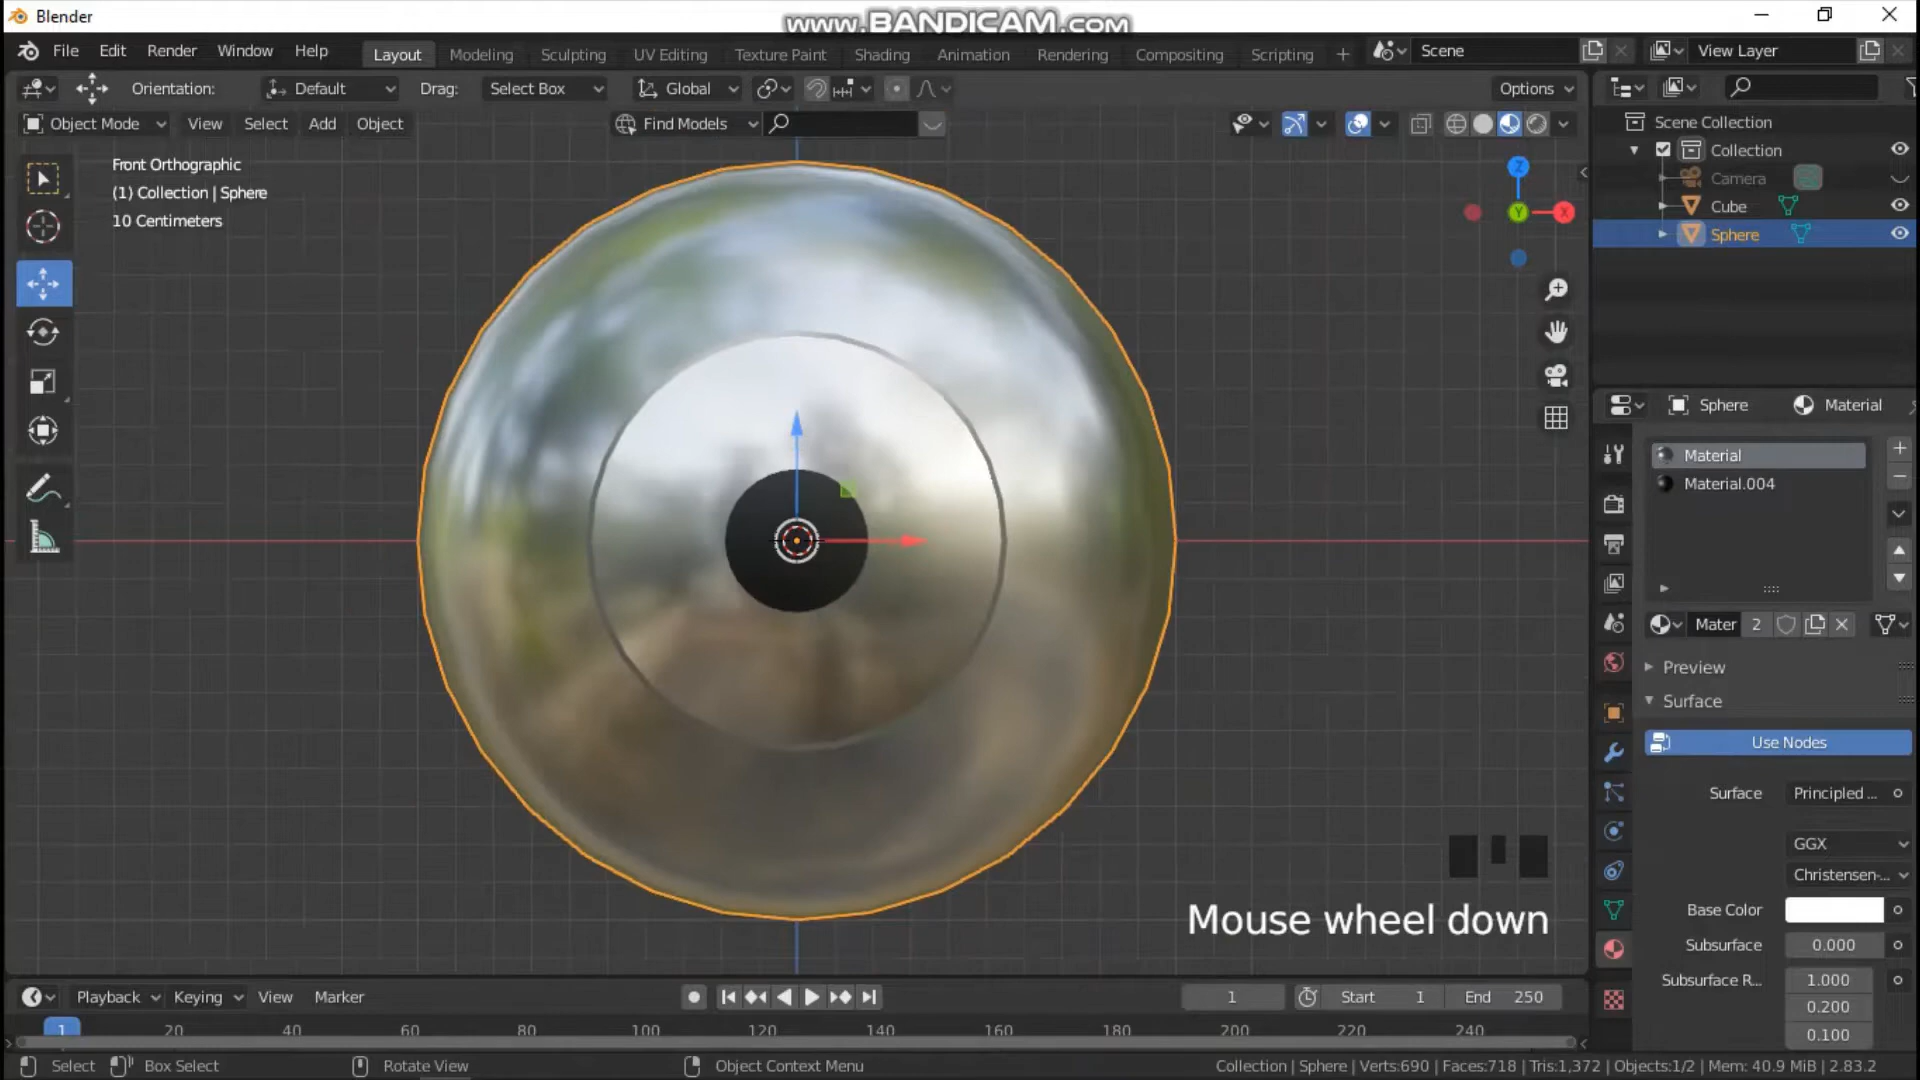 Blender
www.BANDICAM.com
File Edit Render Window Help
Layout Modeling Sculpting UV Editing Texture Paint Shading Animation Rendering Compositing Scripting +
Scene
View Layer
Orientation: Default Drag: Select Box Global Options
Object Mode View Select Add Object Find Models
Front Orthographic
(1) Collection | Sphere
10 Centimeters
Z
Y
X
Scene Collection
Collection
Camera
Cube
Sphere
Sphere Material
Material
Material.004
Mater 2
Preview
Surface
Use Nodes
Surface Principled ...
GGX
Christensen-...
Base Color
Subsurface 0.000
Subsurface R... 1.000
0.200
0.100
Mouse wheel down
Playback Keying View Marker 1 Start 1 End 250
1 20 40 60 80 100 120 140 160 180 200 220 240
Select Box Select Rotate View Object Context Menu
Collection | Sphere | Verts:690 | Faces:718 | Tris:1,372 | Objects:1/2 | Mem: 40.9 MiB | 2.83.2